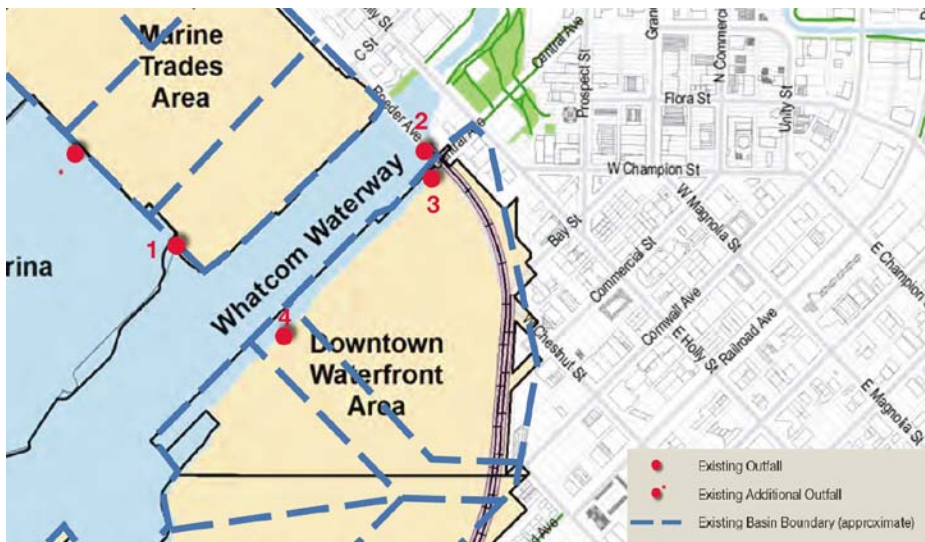 Marine
Trades
Area
C St
Roeder Ave
Central Ave
Prospect St
N Commerc
Flora St
Unity St
W Champion St
W Magnolia St
Bay St
Commercial St
Cornwall Ave
E Holly St
Railroad Ave
E Champion
E Magnolia St
W Chestnut St
2
3
1
4
rina
Whatcom Waterway
Downtown
Waterfront
Area
Existing Outfall
Existing Additional Outfall
Existing Basin Boundary (approximate)